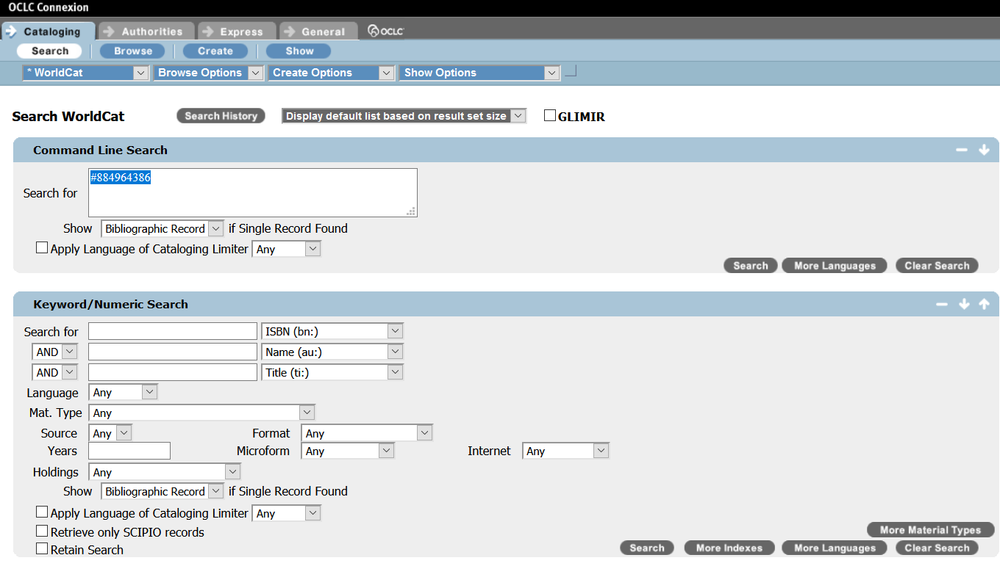 OCLC Connexion
Cataloging Authorities Express General OCLC
Search Browse Create Show
* WorldCat Browse Options Create Options Show Options
Search WorldCat Search History Display default list based on result set size GLIMIR
Command Line Search
#884964386
Search for
Show Bibliographic Record if Single Record Found
Apply Language of Cataloging Limiter Any
Search More Languages Clear Search
Keyword/Numeric Search
Search for ISBN (bn:)
AND Name (au:)
AND Title (ti:)
Language Any
Mat. Type Any
Source Any Format Any
Years Microform Any Internet Any
Holdings Any
Show Bibliographic Record if Single Record Found
Apply Language of Cataloging Limiter Any
Retrieve only SCIPIO records More Material Types
Retain Search Search More Indexes More Languages Clear Search